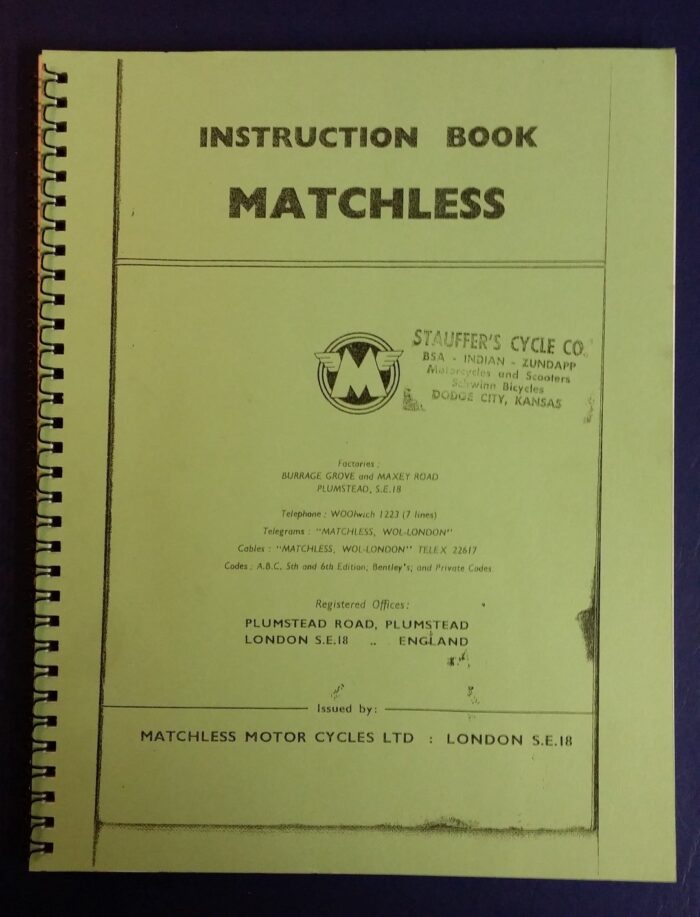 INSTRUCTION BOOK
MATCHLESS
M
STAUFFER'S CYCLE CO.
BSA - INDIAN - ZUNDAPP
Motorcycles and Scooters
Schwinn Bicycles
DODGE CITY, KANSAS
Factories :
BURRAGE GROVE and MAXEY ROAD
PLUMSTEAD, S.E.18
Telephone : WOOlwich 1223 (7 lines)
Telegrams : "MATCHLESS, WOL-LONDON"
Cables : "MATCHLESS, WOL-LONDON" TELEX 22617
Codes : A.B.C. 5th and 6th Edition, Bentley's, and Private Codes.
Registered Offices :
PLUMSTEAD ROAD, PLUMSTEAD
LONDON S.E.18 .. ENGLAND
Issued by :
MATCHLESS MOTOR CYCLES LTD : LONDON S.E.18